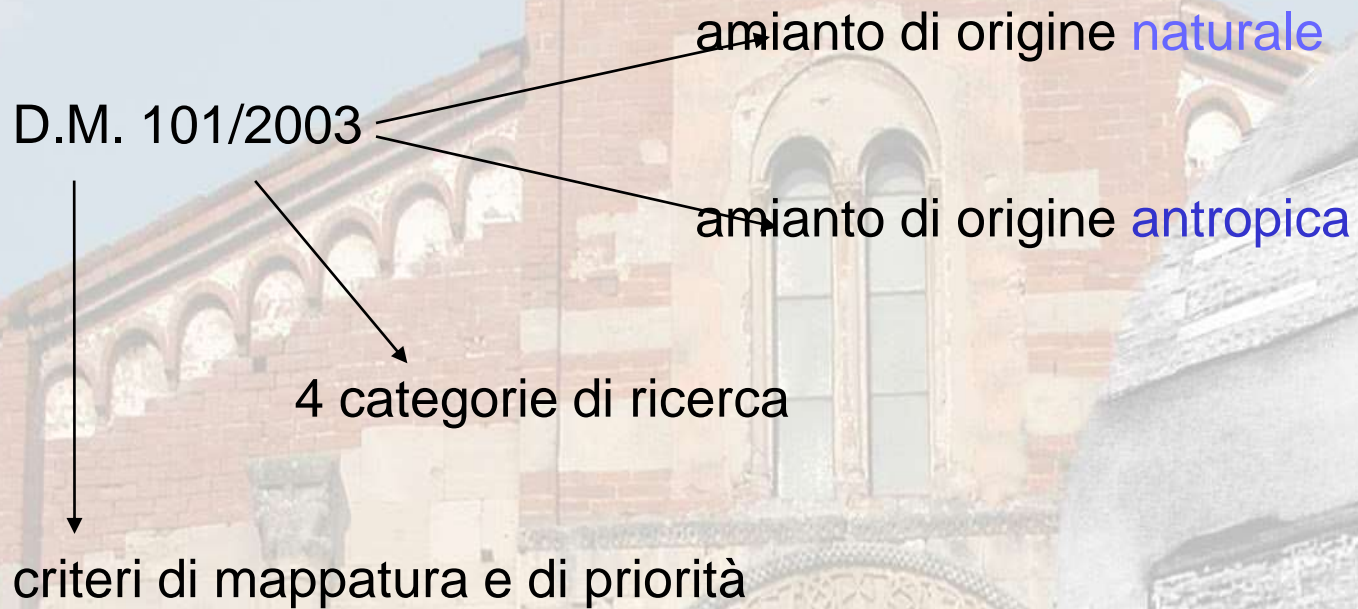 amianto di origine naturale
D.M. 101/2003
amianto di origine antropica
4 categorie di ricerca
criteri di mappatura e di priorità